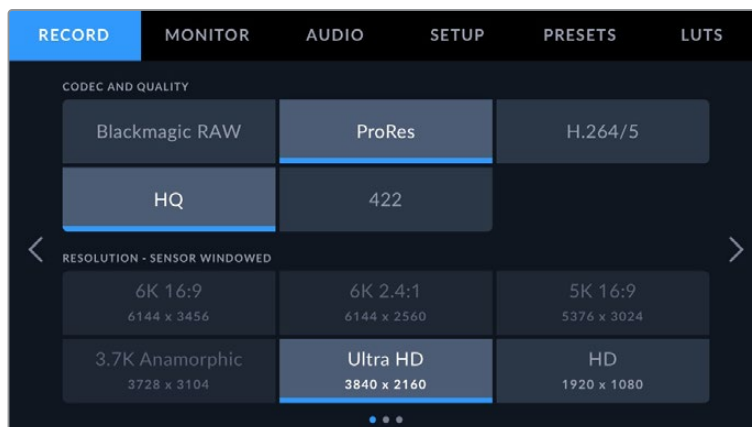 RECORD MONITOR AUDIO SETUP PRESETS LUTS
CODEC AND QUALITY
Blackmagic RAW ProRes H.264/5
HQ 422
RESOLUTION - SENSOR WINDOWED
6K 16:9 6K 2.4:1 5K 16:9
6144 x 3456 6144 x 2560 5376 x 3024
3.7K Anamorphic Ultra HD HD
3728 x 3104 3840 x 2160 1920 x 1080